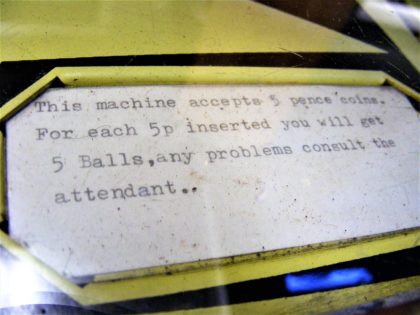 This machine accepts 5 pence coins.
For each 5p inserted you will get
5 Balls,any problems consult the
attendant..